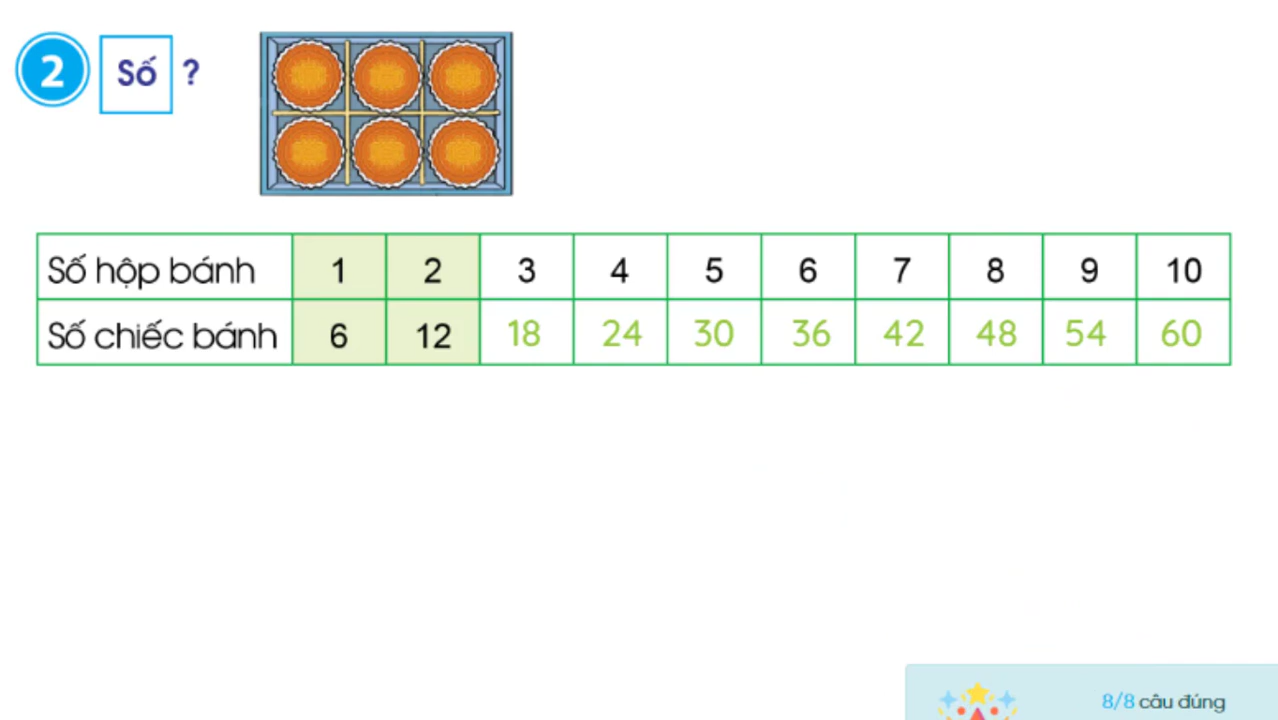 2 Số ?
Số hộp bánh 1 2 3 4 5 6 7 8 9 10
Số chiếc bánh 6 12 18 24 30 36 42 48 54 60
8/8 câu đúng